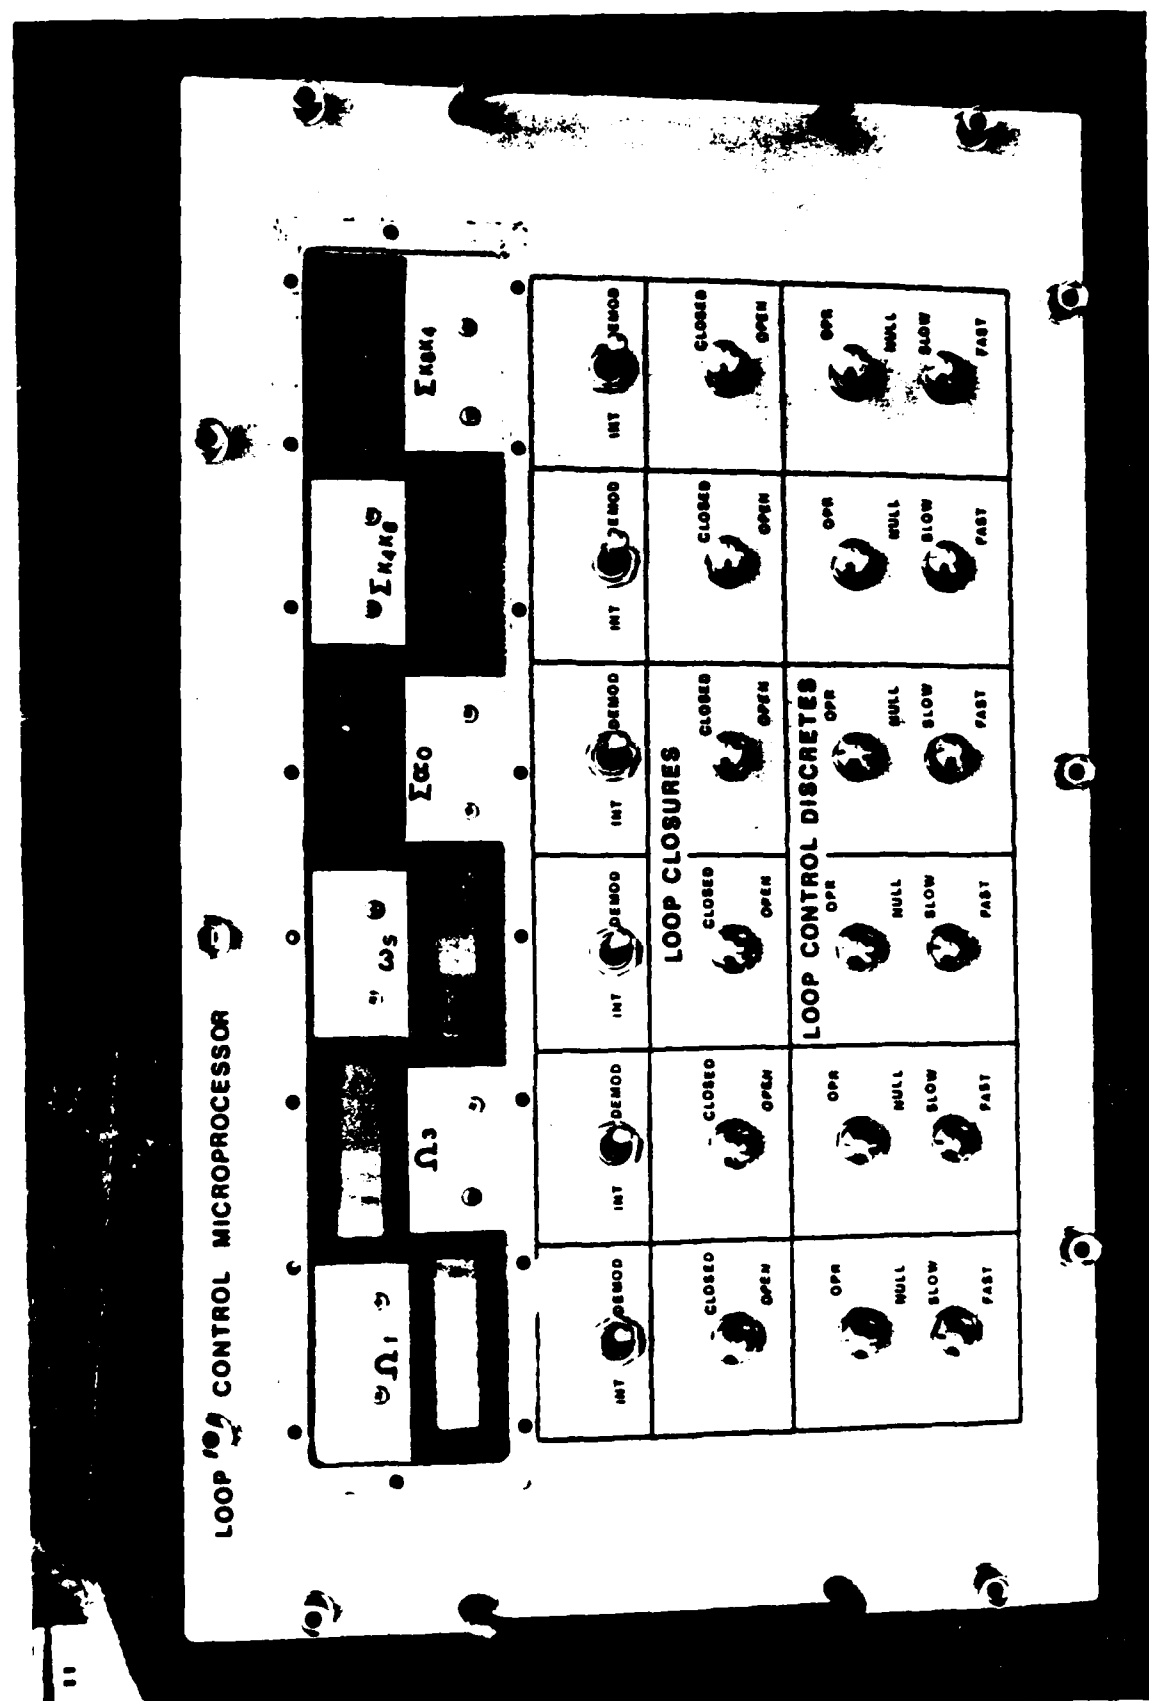 LOOP CONTROL MICROPROCESSOR
Ω1 Ω3 ωS Σα0 ΣK4K8 ΣK8K4
INT DEMOD INT DEMOD INT DEMOD INT DEMOD INT DEMOD INT DEMOD
LOOP CLOSURES
CLOSED CLOSED CLOSED CLOSED CLOSED CLOSED
OPEN OPEN OPEN OPEN OPEN OPEN
LOOP CONTROL DISCRETES
OPR OPR OPR OPR OPR OPR
NULL NULL NULL NULL NULL NULL
SLOW SLOW SLOW SLOW SLOW SLOW
FAST FAST FAST FAST FAST FAST